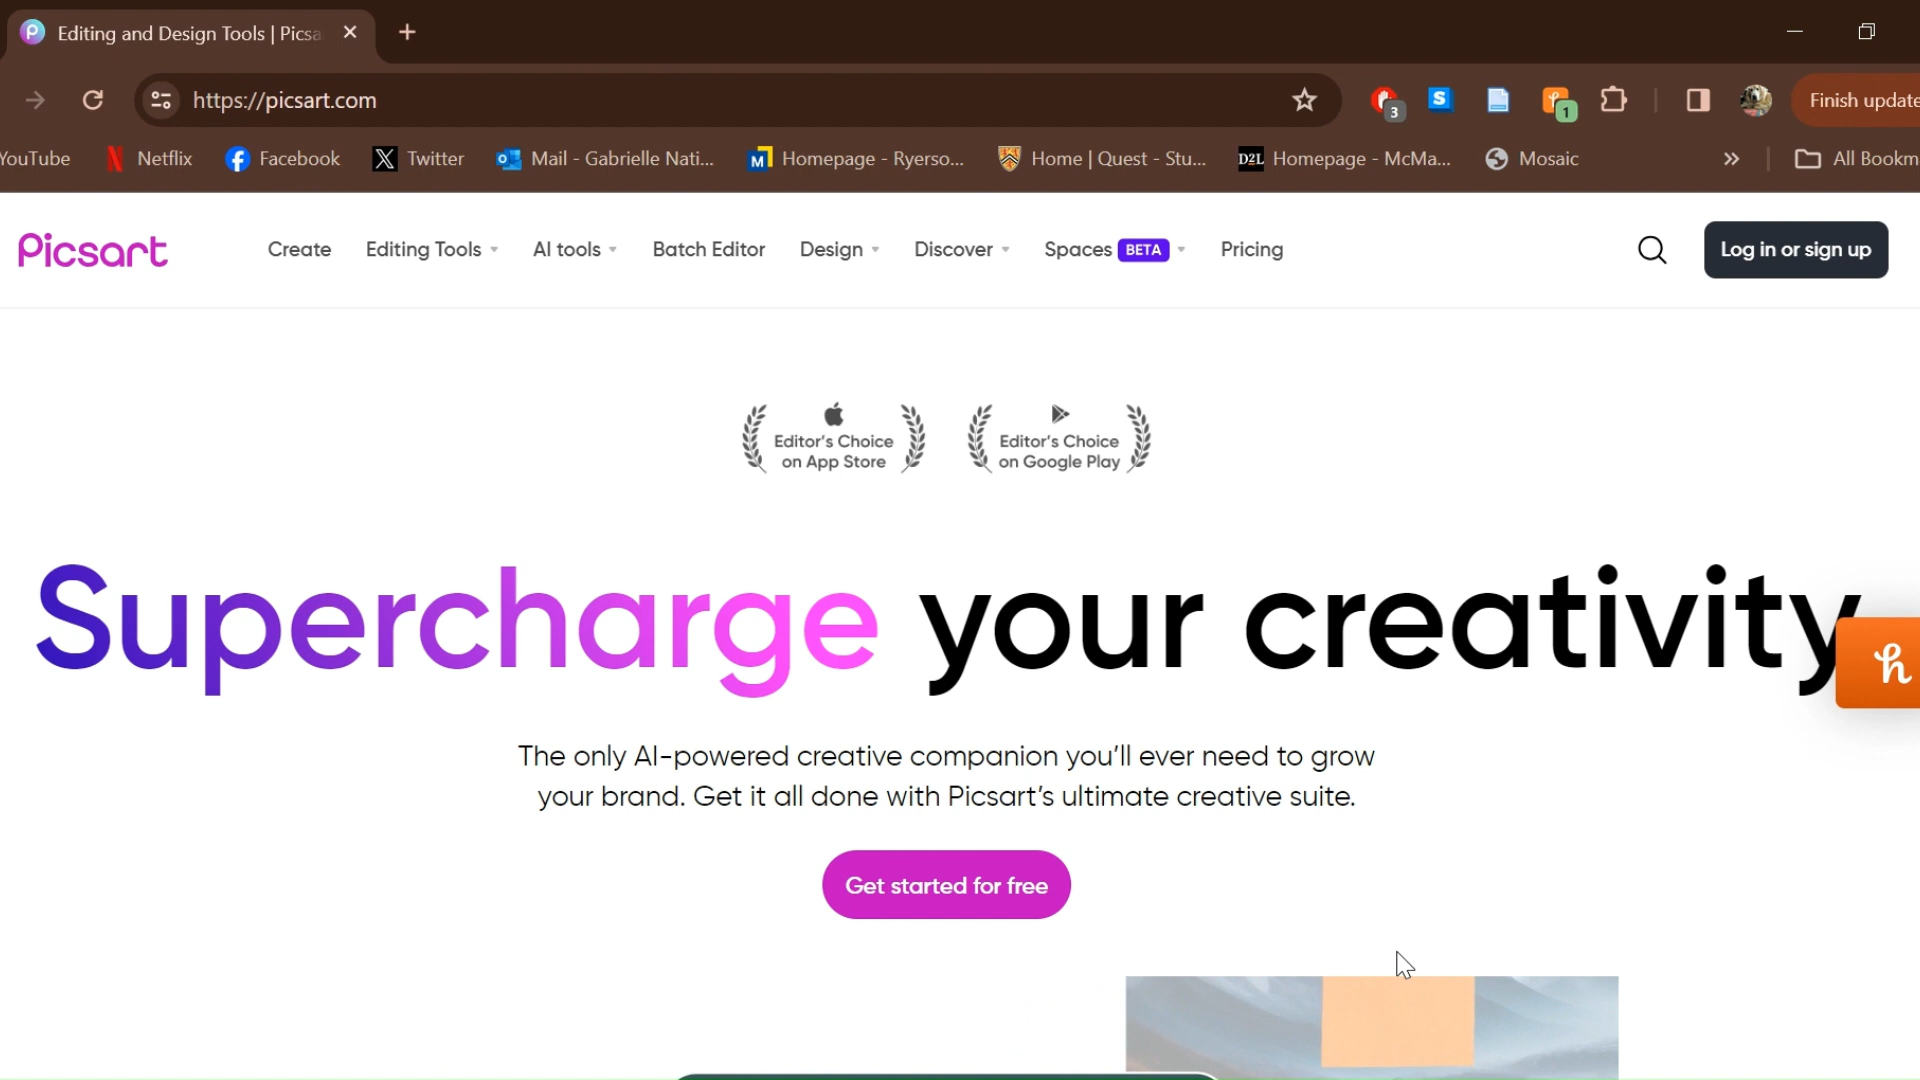 Editing and Design Tools | Picsa
https://picsart.com
3
S
1
Finish update
YouTube
Netflix
Facebook
Twitter
Mail - Gabrielle Nati...
Homepage - Ryerso...
Home | Quest - Stu...
D2L
Homepage - McMa...
Mosaic
All Bookm
Picsart
Create
Editing Tools
AI tools
Batch Editor
Design
Discover
Spaces BETA
Pricing
Log in or sign up
Editor's Choice
on App Store
Editor's Choice
on Google Play
Supercharge your creativity
h
The only AI-powered creative companion you'll ever need to grow
your brand. Get it all done with Picsart's ultimate creative suite.
Get started for free